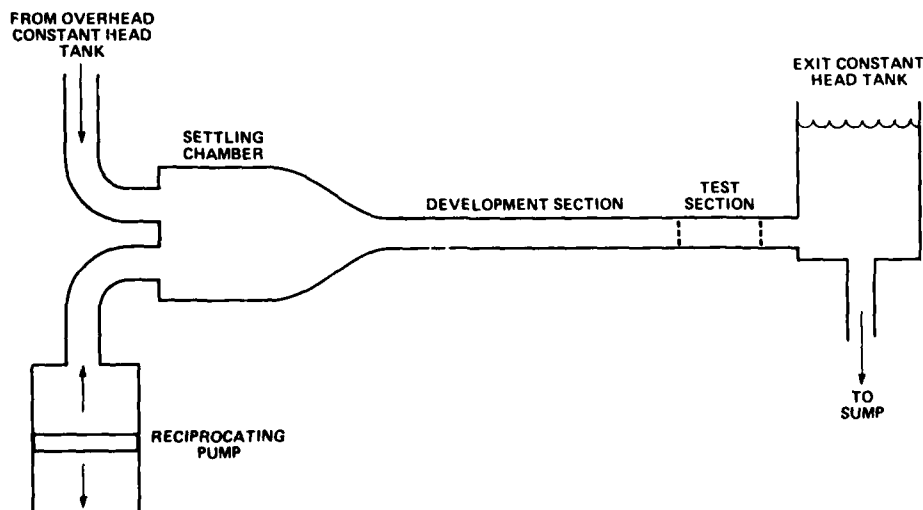 FROM OVERHEAD
CONSTANT HEAD
TANK
EXIT CONSTANT
HEAD TANK
SETTLING
CHAMBER
DEVELOPMENT SECTION
TEST
SECTION
TO
SUMP
RECIPROCATING
PUMP